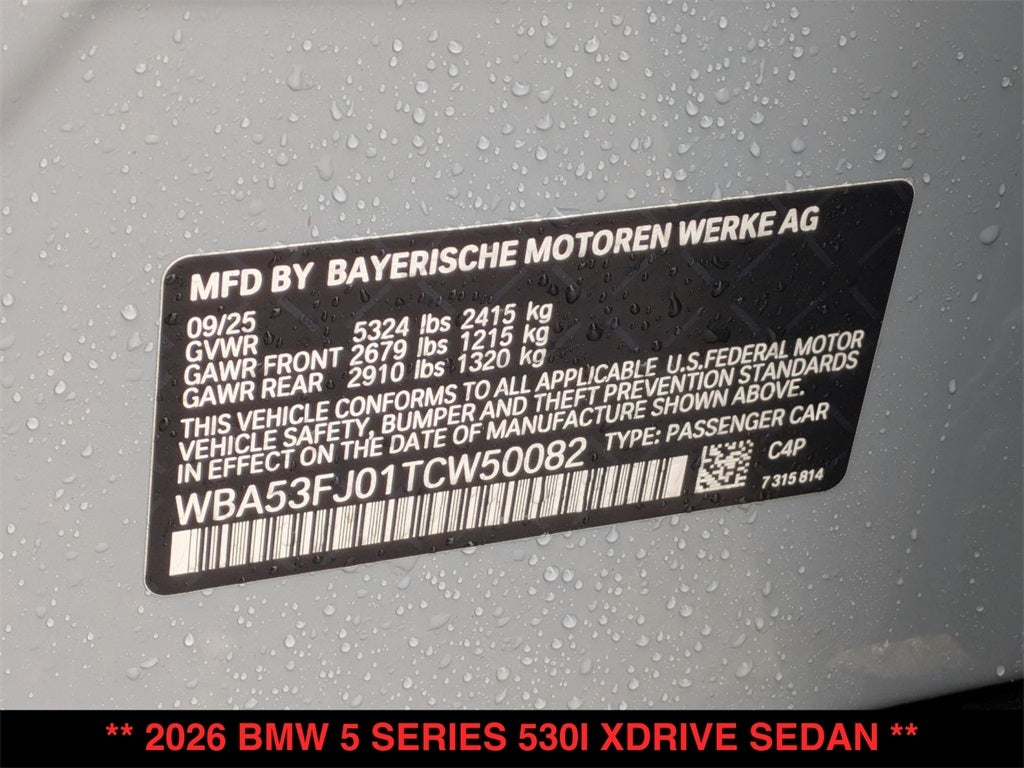 MFD BY BAYERISCHE MOTOREN WERKE AG
09/25
GVWR 5324 lbs 2415 kg
GAWR FRONT 2679 lbs 1215 kg
GAWR REAR 2910 lbs 1320 kg
THIS VEHICLE CONFORMS TO ALL APPLICABLE U.S.FEDERAL MOTOR
VEHICLE SAFETY, BUMPER AND THEFT PREVENTION STANDARDS
IN EFFECT ON THE DATE OF MANUFACTURE SHOWN ABOVE.
WBA53FJ01TCW50082 TYPE: PASSENGER CAR
C4P
7 315 814
** 2026 BMW 5 SERIES 530I XDRIVE SEDAN **